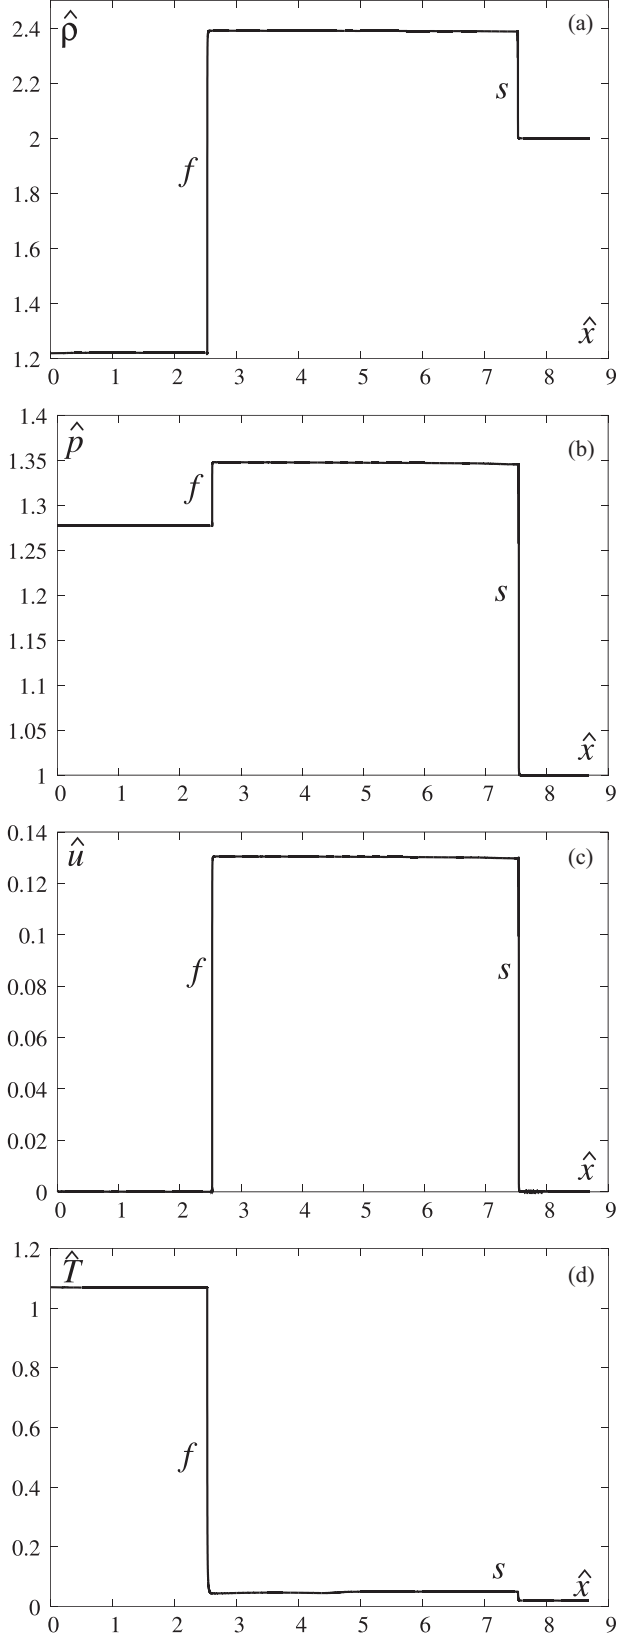 ρ̂ (a)
2.4
2.2
s
2
f
1.8
1.6
1.4
x̂
1.2
0 1 2 3 4 5 6 7 8 9
1.4
p̂ (b)
1.35
f
1.3
1.25
1.2
s
1.15
1.1
1.05
x̂
1
0 1 2 3 4 5 6 7 8 9
0.14
û (c)
0.12
0.1
f s
0.08
0.06
0.04
0.02
x̂
0
0 1 2 3 4 5 6 7 8 9
1.2
T̂ (d)
1
0.8
0.6
f
0.4
0.2
s
x̂
0
0 1 2 3 4 5 6 7 8 9